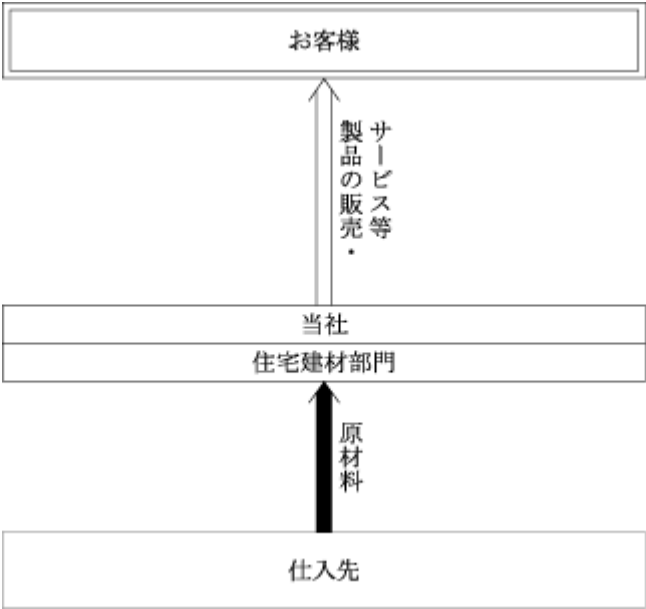 お客様
サービス等
製品の販売・
当社
住宅建材部門
原材料
仕入先